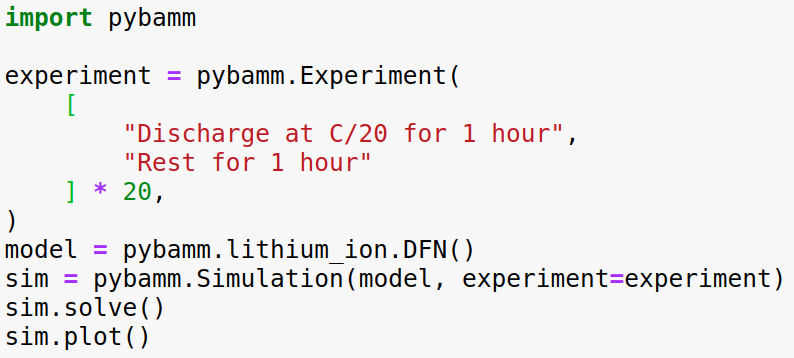 import pybamm

experiment = pybamm.Experiment(
    [
        "Discharge at C/20 for 1 hour",
        "Rest for 1 hour"
    ] * 20,
)
model = pybamm.lithium_ion.DFN()
sim = pybamm.Simulation(model, experiment=experiment)
sim.solve()
sim.plot()